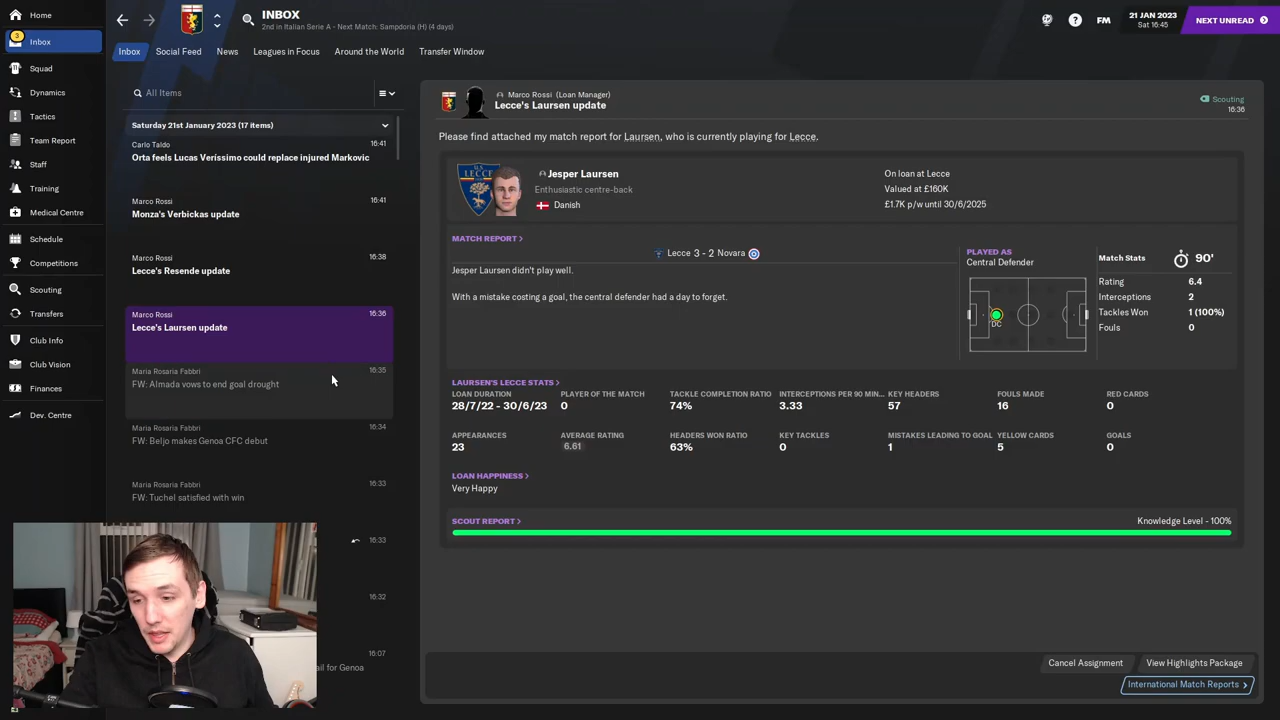 Home
3
Inbox
Squad
Dynamics
Tactics
Team Report
Staff
Training
Medical Centre
Schedule
Competitions
Scouting
Transfers
Club Info
Club Vision
Finances
Dev. Centre
INBOX
2nd in Italian Serie A - Next Match: Sampdoria (H) (4 days)
?
FM
21 JAN 2023
Sat 16:45
NEXT UNREAD
Inbox
Social Feed
News
Leagues in Focus
Around the World
Transfer Window
All Items
Saturday 21st January 2023 (17 items)
Carlo Taldo
16:41
Orta feels Lucas Veríssimo could replace injured Markovic
Marco Rossi
16:41
Monza's Verbickas update
Marco Rossi
16:38
Lecce's Resende update
Marco Rossi
16:36
Lecce's Laursen update
Maria Rosaria Fabbri
16:35
FW: Almada vows to end goal drought
Maria Rosaria Fabbri
16:34
FW: Beljo makes Genoa CFC debut
Maria Rosaria Fabbri
16:33
FW: Tuchel satisfied with win
16:33
16:32
16:07
ail for Genoa
Marco Rossi (Loan Manager)
Lecce's Laursen update
Scouting
16:36
Please find attached my match report for Laursen, who is currently playing for Lecce.
Jesper Laursen
Enthusiastic centre-back
Danish
On loan at Lecce
Valued at £160K
£1.7K p/w until 30/6/2025
MATCH REPORT
Lecce 3 - 2 Novara
Jesper Laursen didn't play well.
With a mistake costing a goal, the central defender had a day to forget.
PLAYED AS
Central Defender
DC
Match Stats
90'
Rating 6.4
Interceptions 2
Tackles Won 1 (100%)
Fouls 0
LAURSEN'S LECCE STATS
LOAN DURATION PLAYER OF THE MATCH TACKLE COMPLETION RATIO INTERCEPTIONS PER 90 MIN... KEY HEADERS FOULS MADE RED CARDS
28/7/22 - 30/6/23 0 74% 3.33 57 16 0
APPEARANCES AVERAGE RATING HEADERS WON RATIO KEY TACKLES MISTAKES LEADING TO GOAL YELLOW CARDS GOALS
23 6.61 63% 0 1 5 0
LOAN HAPPINESS
Very Happy
SCOUT REPORT
Knowledge Level - 100%
Cancel Assignment
View Highlights Package
International Match Reports